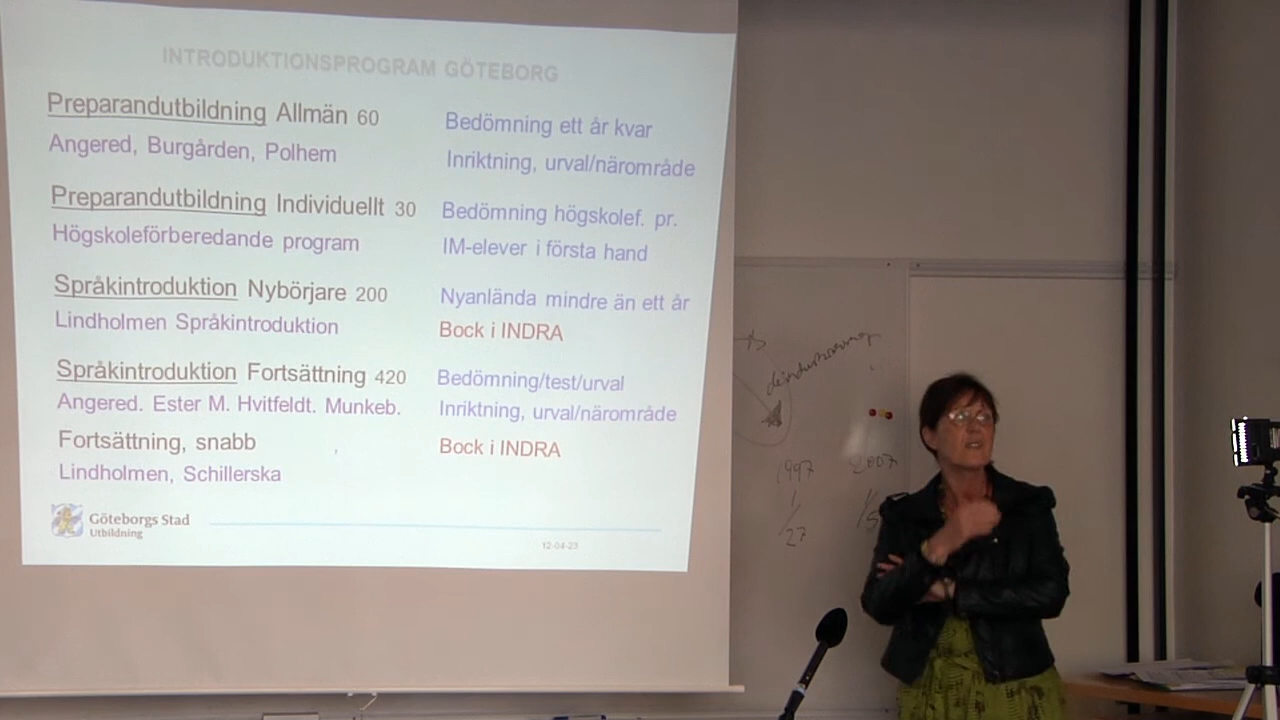 INTRODUKTIONSPROGRAM GÖTEBORG
Preparandutbildning Allmän 60
Bedömning ett år kvar
Angered, Burgården, Polhem
Inriktning, urval/närområde
Preparandutbildning Individuellt 30
Bedömning högskolef. pr.
Högskoleförberedande program
IM-elever i första hand
Språkintroduktion Nybörjare 200
Nyanlända mindre än ett år
Lindholmen Språkintroduktion
Bock i INDRA
Språkintroduktion Fortsättning 420
Bedömning/test/urval
Angered. Ester M. Hvitfeldt. Munkeb.
Inriktning, urval/närområde
Fortsättning, snabb
Bock i INDRA
Lindholmen, Schillerska
Göteborgs Stad
Utbildning
12-04-23
1997 2007
1/27 1/5